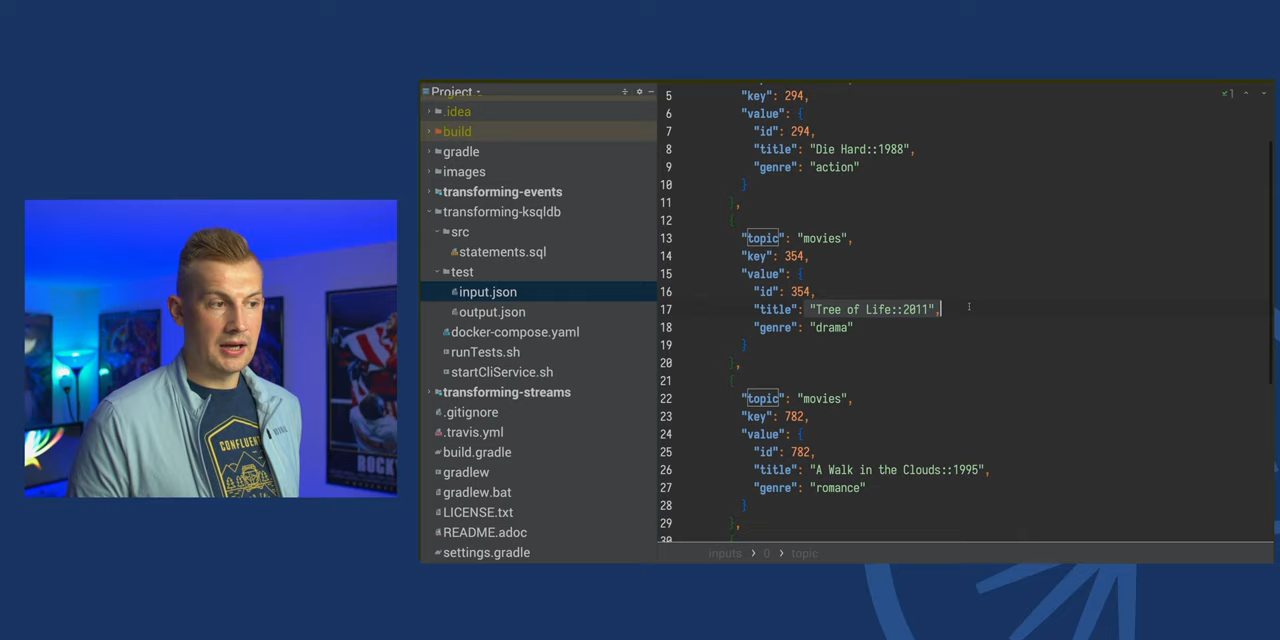 CONFLUENT
ROCKY
Project
.idea
build
gradle
images
transforming-events
transforming-ksqldb
src
statements.sql
test
input.json
output.json
docker-compose.yaml
runTests.sh
startCliService.sh
transforming-streams
.gitignore
.travis.yml
build.gradle
gradlew
gradlew.bat
LICENSE.txt
README.adoc
settings.gradle
1
5 "key": 294,
6 "value": {
7 "id": 294,
8 "title": "Die Hard::1988",
9 "genre": "action"
10 }
11 },
12 {
13 "topic": "movies",
14 "key": 354,
15 "value": {
16 "id": 354,
17 "title": "Tree of Life::2011",
18 "genre": "drama"
19 }
20 },
21 {
22 "topic": "movies",
23 "key": 782,
24 "value": {
25 "id": 782,
26 "title": "A Walk in the Clouds::1995",
27 "genre": "romance"
28 }
29 },
30 {
inputs › 0 › topic